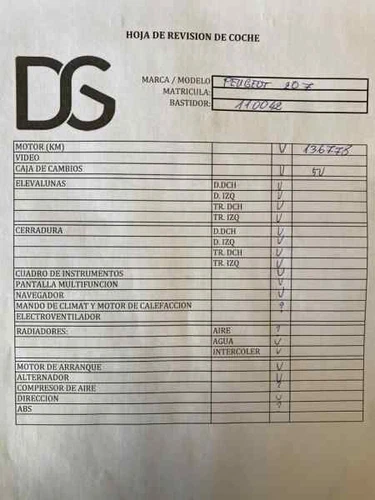 HOJA DE REVISION DE COCHE
DG
MARCA / MODELO PEUGEOT 207
MATRICULA:
BASTIDOR: 110042
MOTOR (KM) V 136778
VIDEO
CAJA DE CAMBIOS V 5V
ELEVALUNAS D.DCH V
D. IZQ V
TR. DCH V
TR. IZQ V
CERRADURA D.DCH V
D. IZQ V
TR. DCH V
TR. IZQ V
CUADRO DE INSTRUMENTOS V
PANTALLA MULTIFUNCION V
NAVEGADOR V
MANDO DE CLIMAT Y MOTOR DE CALEFACCION ?
ELECTROVENTILADOR
RADIADORES: AIRE ?
AGUA V
INTERCOLER V
MOTOR DE ARRANQUE V
ALTERNADOR V
COMPRESOR DE AIRE ?
DIRECCION V
ABS ?